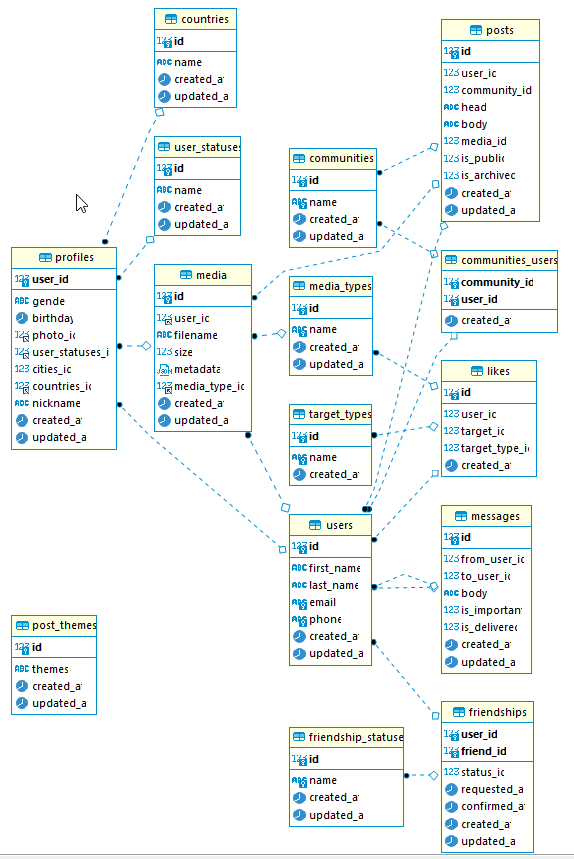 countries
id
name
created_a
updated_a
user_statuses
id
name
created_a
updated_a
profiles
user_id
gende
birthday
photo_ic
user_statuses_i
cities_ic
countries_ic
nickname
created_a
updated_a
media
id
user_ic
filename
size
metadata
media_type_ic
created_a
updated_a
post_themes
id
themes
created_a
updated_a
communities
id
name
created_a
updated_a
media_types
id
name
created_a
updated_a
target_types
id
name
created_a
users
id
first_name
last_name
email
phone
created_a
updated_a
friendship_statuse
id
name
created_a
updated_a
posts
id
user_ic
community_id
head
body
media_id
is_public
is_archivec
created_a
updated_a
communities_users
community_id
user_id
created_a
likes
id
user_ic
target_ic
target_type_ic
created_a
messages
id
from_user_ic
to_user_ic
body
is_importan
is_deliverec
created_a
updated_a
friendships
user_id
friend_id
status_ic
requested_a
confirmed_a
created_a
updated_a